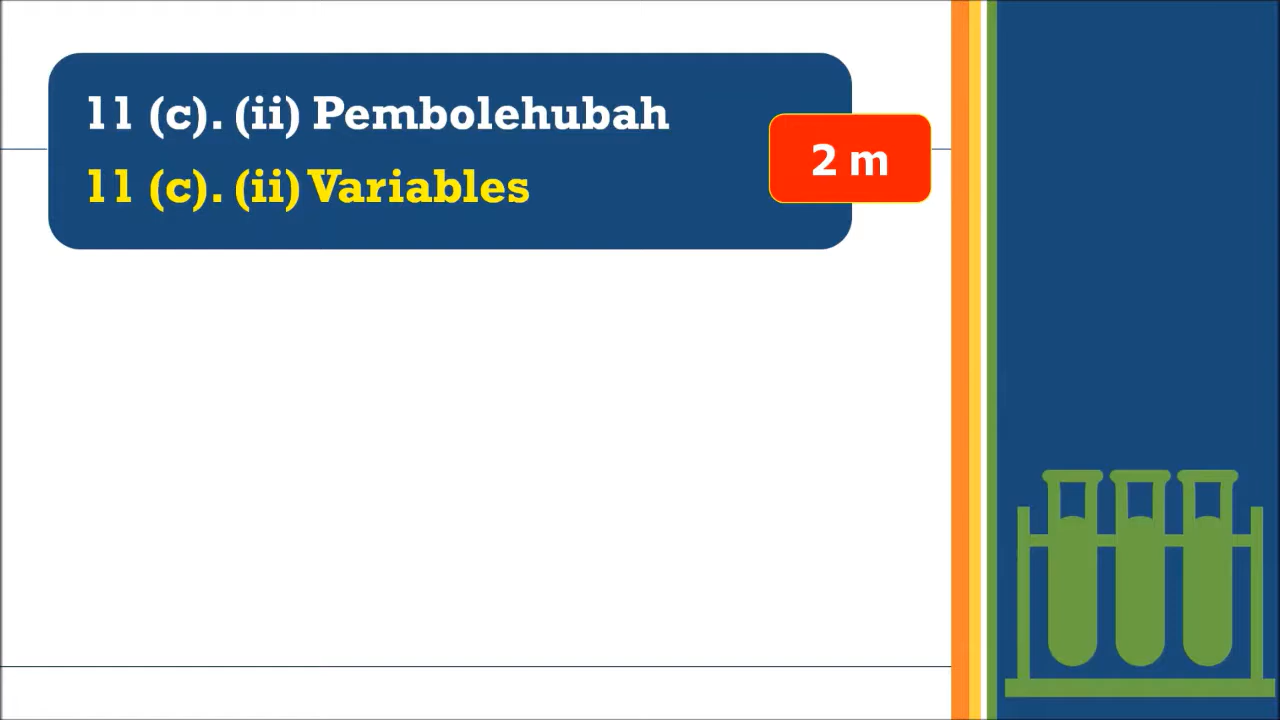 11 (c). (ii) Pembolehubah
11 (c). (ii) Variables
2 m